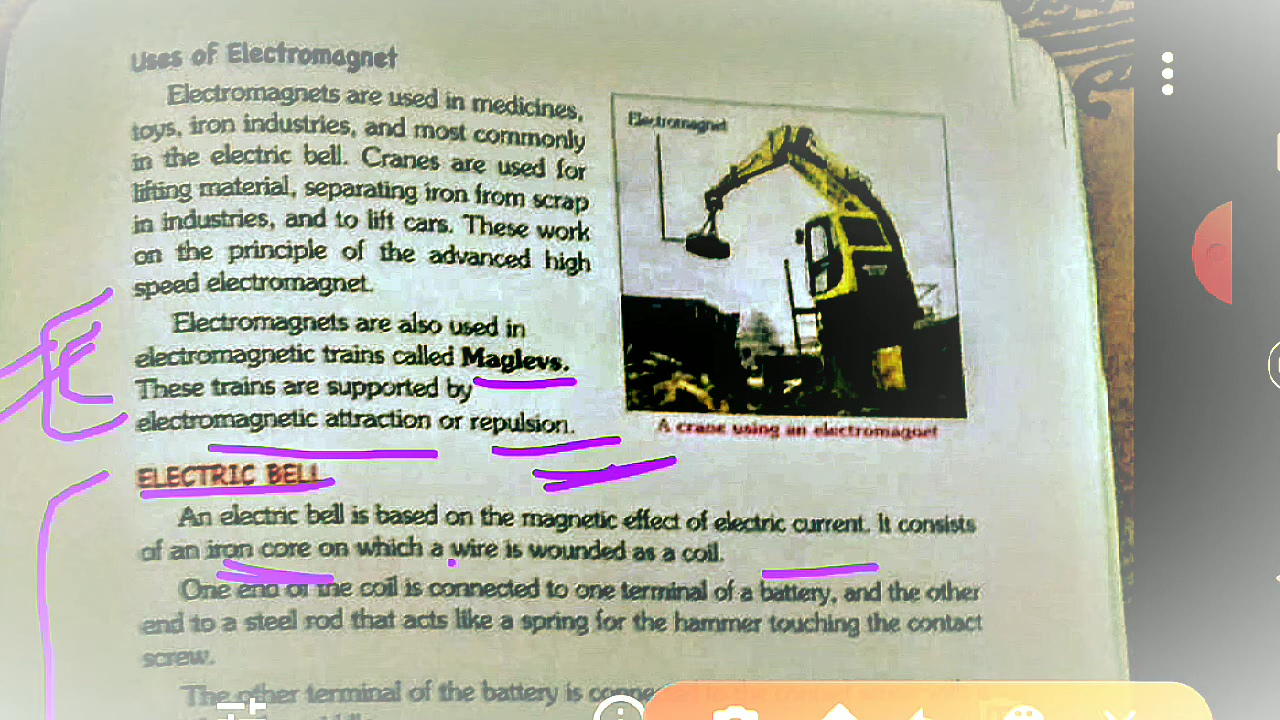 Uses of Electromagnet
Electromagnets are used in medicines,
toys, iron industries, and most commonly
in the electric bell. Cranes are used for
lifting material, separating iron from scrap
in industries, and to lift cars. These work
on the principle of the advanced high
speed electromagnet.
Electromagnet
A crane using an electromagnet
Electromagnets are also used in
electromagnetic trains called Maglevs.
These trains are supported by
electromagnetic attraction or repulsion.
ELECTRIC BELL
An electric bell is based on the magnetic effect of electric current. It consists
of an iron core on which a wire is wounded as a coil.
One end of the coil is connected to one terminal of a battery, and the other
end to a steel rod that acts like a spring for the hammer touching the contact
screw.
The other terminal of the battery is